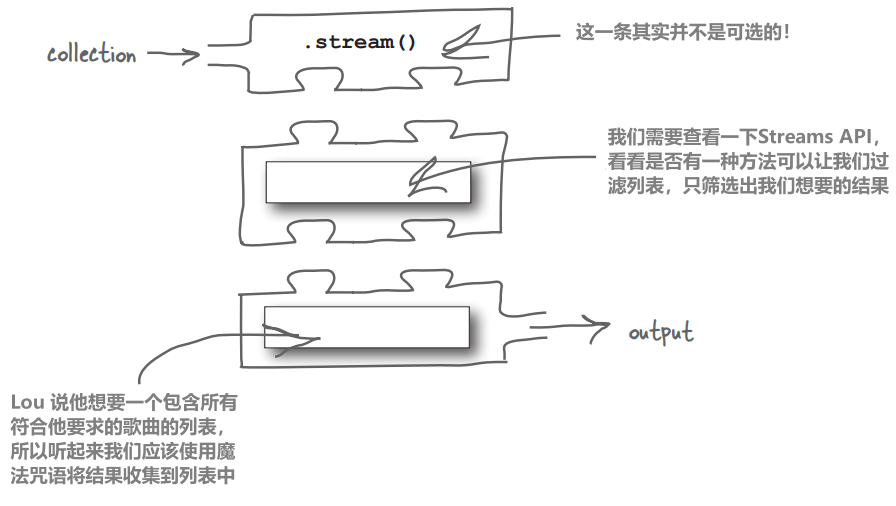 collection
.stream()
这一条其实并不是可选的！
我们需要查看一下Streams API，
看看是否有一种方法可以让我们过
滤列表，只筛选出我们想要的结果
output
Lou 说他想要一个包含所有
符合他要求的歌曲的列表，
所以听起来我们应该使用魔
法咒语将结果收集到列表中